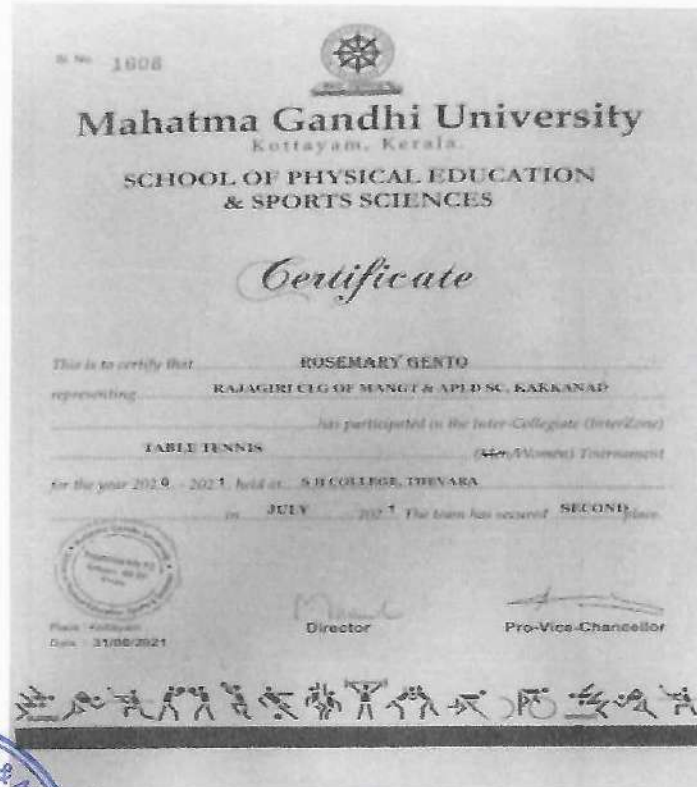 Sl. No. 1608
Mahatma Gandhi University
Kottayam, Kerala.
SCHOOL OF PHYSICAL EDUCATION
& SPORTS SCIENCES
Certificate
This is to certify that ROSEMARY GENTO
representing RAJAGIRI CLG OF MANGT & APLD SC, KAKKANAD
has participated in the Inter-Collegiate (InterZone)
TABLE TENNIS (Men/Women) Tournament
for the year 2020 - 2021 held at S H COLLEGE, THEVARA
in JULY 2021 The team has secured SECOND place.
Place : Kottayam
Director
Pro-Vice-Chancellor
Date : 31/08/2021